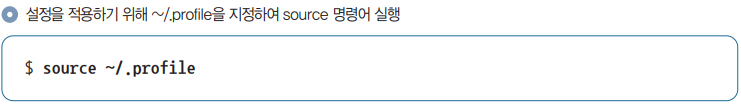 설정을 적용하기 위해 ~/.profile을 지정하여 source 명령어 실행
$ source ~/.profile